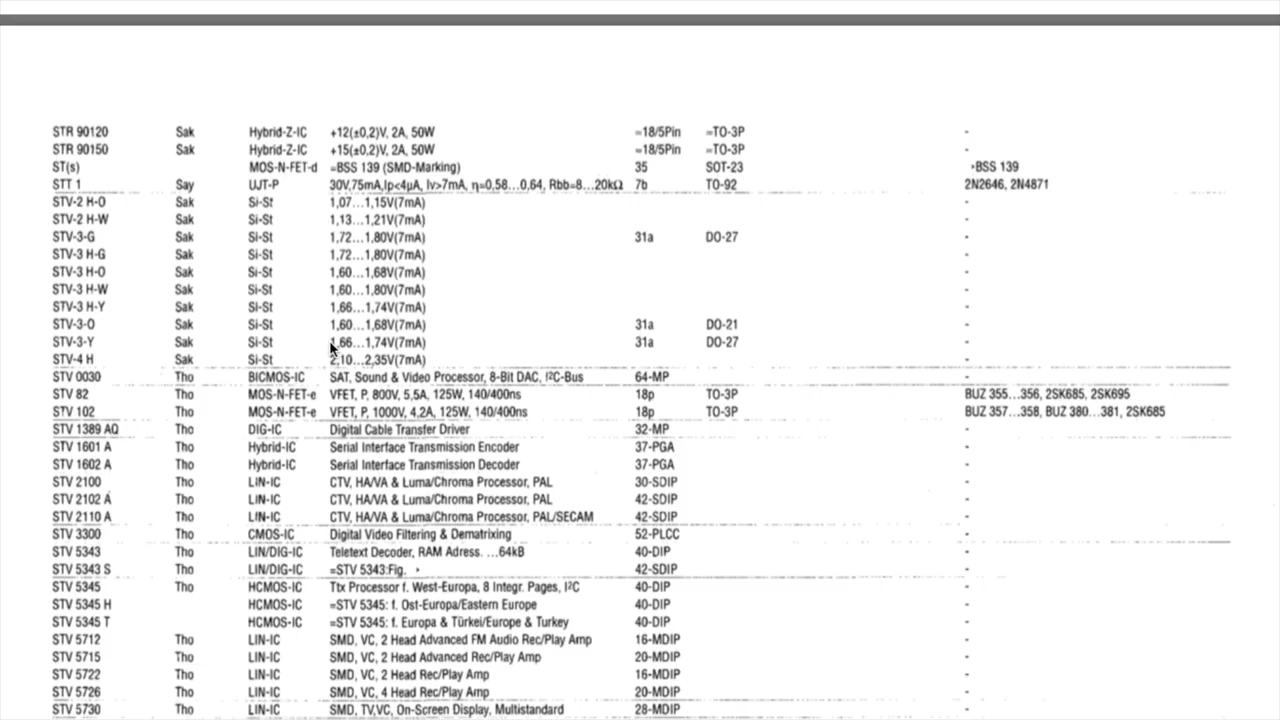 STR 90120 Sak Hybrid-Z-IC +12(±0,2)V, 2A, 50W ≈18/5Pin ≈TO-3P -
STR 90150 Sak Hybrid-Z-IC +15(±0,2)V, 2A, 50W ≈18/5Pin ≈TO-3P -
ST(s) MOS-N-FET-d =BSS 139 (SMD-Marking) 35 SOT-23 •BSS 139
STT 1 Say UJT-P 30V,75mA,Ip<4µA, Iv>7mA, η=0,58...0,64, Rbb=8...20kΩ 7b TO-92 2N2646, 2N4871
STV-2 H-O Sak Si-St 1,07...1,15V(7mA) -
STV-2 H-W Sak Si-St 1,13...1,21V(7mA) -
STV-3-G Sak Si-St 1,72...1,80V(7mA) 31a DO-27 -
STV-3 H-G Sak Si-St 1,72...1,80V(7mA) -
STV-3 H-O Sak Si-St 1,60...1,68V(7mA) -
STV-3 H-W Sak Si-St 1,60...1,80V(7mA) -
STV-3 H-Y Sak Si-St 1,66...1,74V(7mA) -
STV-3-O Sak Si-St 1,60...1,68V(7mA) 31a DO-21 -
STV-3-Y Sak Si-St 1,66...1,74V(7mA) 31a DO-27 -
STV-4 H Sak Si-St 2,10...2,35V(7mA) -
STV 0030 Tho BICMOS-IC SAT, Sound & Video Processor, 8-Bit DAC, I²C-Bus 64-MP -
STV 82 Tho MOS-N-FET-e VFET, P, 800V, 5,5A, 125W, 140/400ns 18p TO-3P BUZ 355...356, 2SK685, 2SK695
STV 102 Tho MOS-N-FET-e VFET, P, 1000V, 4,2A, 125W, 140/400ns 18p TO-3P BUZ 357...358, BUZ 380...381, 2SK685
STV 1389 AQ Tho DIG-IC Digital Cable Transfer Driver 32-MP -
STV 1601 A Tho Hybrid-IC Serial Interface Transmission Encoder 37-PGA -
STV 1602 A Tho Hybrid-IC Serial Interface Transmission Decoder 37-PGA -
STV 2100 Tho LIN-IC CTV, HA/VA & Luma/Chroma Processor, PAL 30-SDIP -
STV 2102 A Tho LIN-IC CTV, HA/VA & Luma/Chroma Processor, PAL 42-SDIP -
STV 2110 A Tho LIN-IC CTV, HA/VA & Luma/Chroma Processor, PAL/SECAM 42-SDIP -
STV 3300 Tho CMOS-IC Digital Video Filtering & Dematrixing 52-PLCC -
STV 5343 Tho LIN/DIG-IC Teletext Decoder, RAM Adress. ...64kB 40-DIP -
STV 5343 S Tho LIN/DIG-IC =STV 5343:Fig. 42-SDIP -
STV 5345 Tho HCMOS-IC Ttx Processor f. West-Europa, 8 Integr. Pages, I²C 40-DIP -
STV 5345 H HCMOS-IC =STV 5345: f. Ost-Europa/Eastern Europe 40-DIP -
STV 5345 T HCMOS-IC =STV 5345: f. Europa & Türkei/Europe & Turkey 40-DIP -
STV 5712 Tho LIN-IC SMD, VC, 2 Head Advanced FM Audio Rec/Play Amp 16-MDIP -
STV 5715 Tho LIN-IC SMD, VC, 2 Head Advanced Rec/Play Amp 20-MDIP -
STV 5722 Tho LIN-IC SMD, VC, 2 Head Rec/Play Amp 16-MDIP -
STV 5726 Tho LIN-IC SMD, VC, 4 Head Rec/Play Amp 20-MDIP -
STV 5730 Tho LIN-IC SMD, TV,VC, On-Screen Display, Multistandard 28-MDIP -